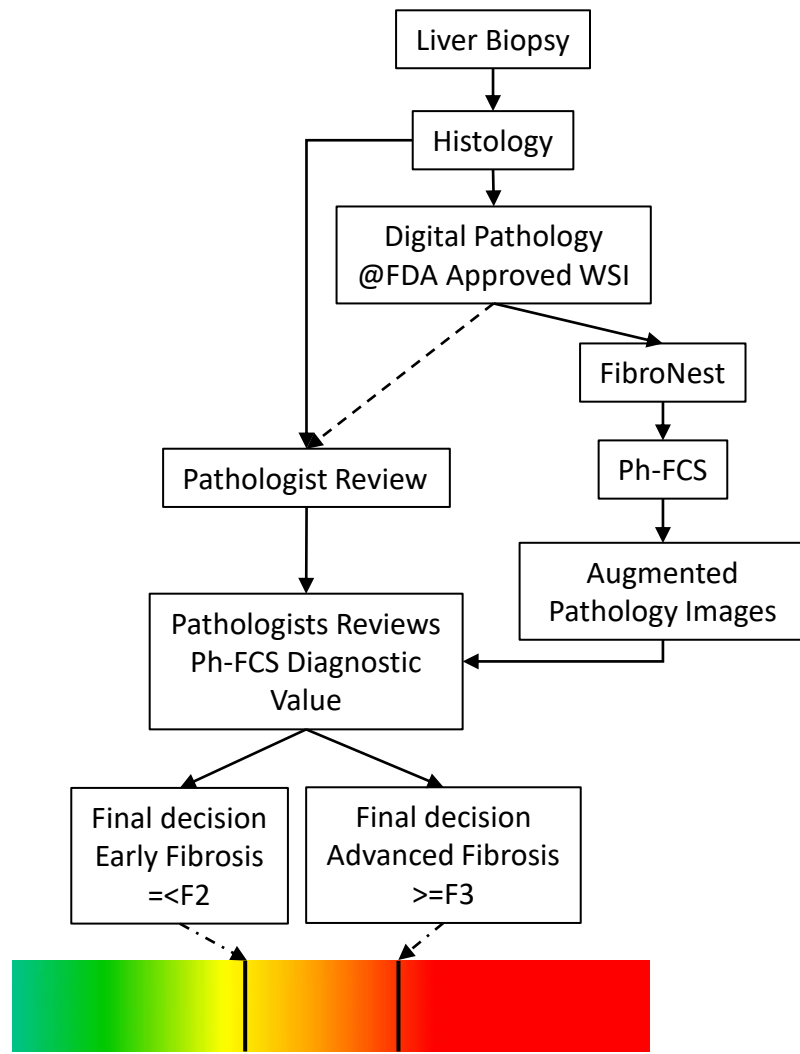 Liver Biopsy
Histology
Digital Pathology
@FDA Approved WSI
FibroNest
Pathologist Review
Ph-FCS
Augmented
Pathology Images
Pathologists Reviews
Ph-FCS Diagnostic
Value
Final decision
Early Fibrosis
=<F2
Final decision
Advanced Fibrosis
>=F3